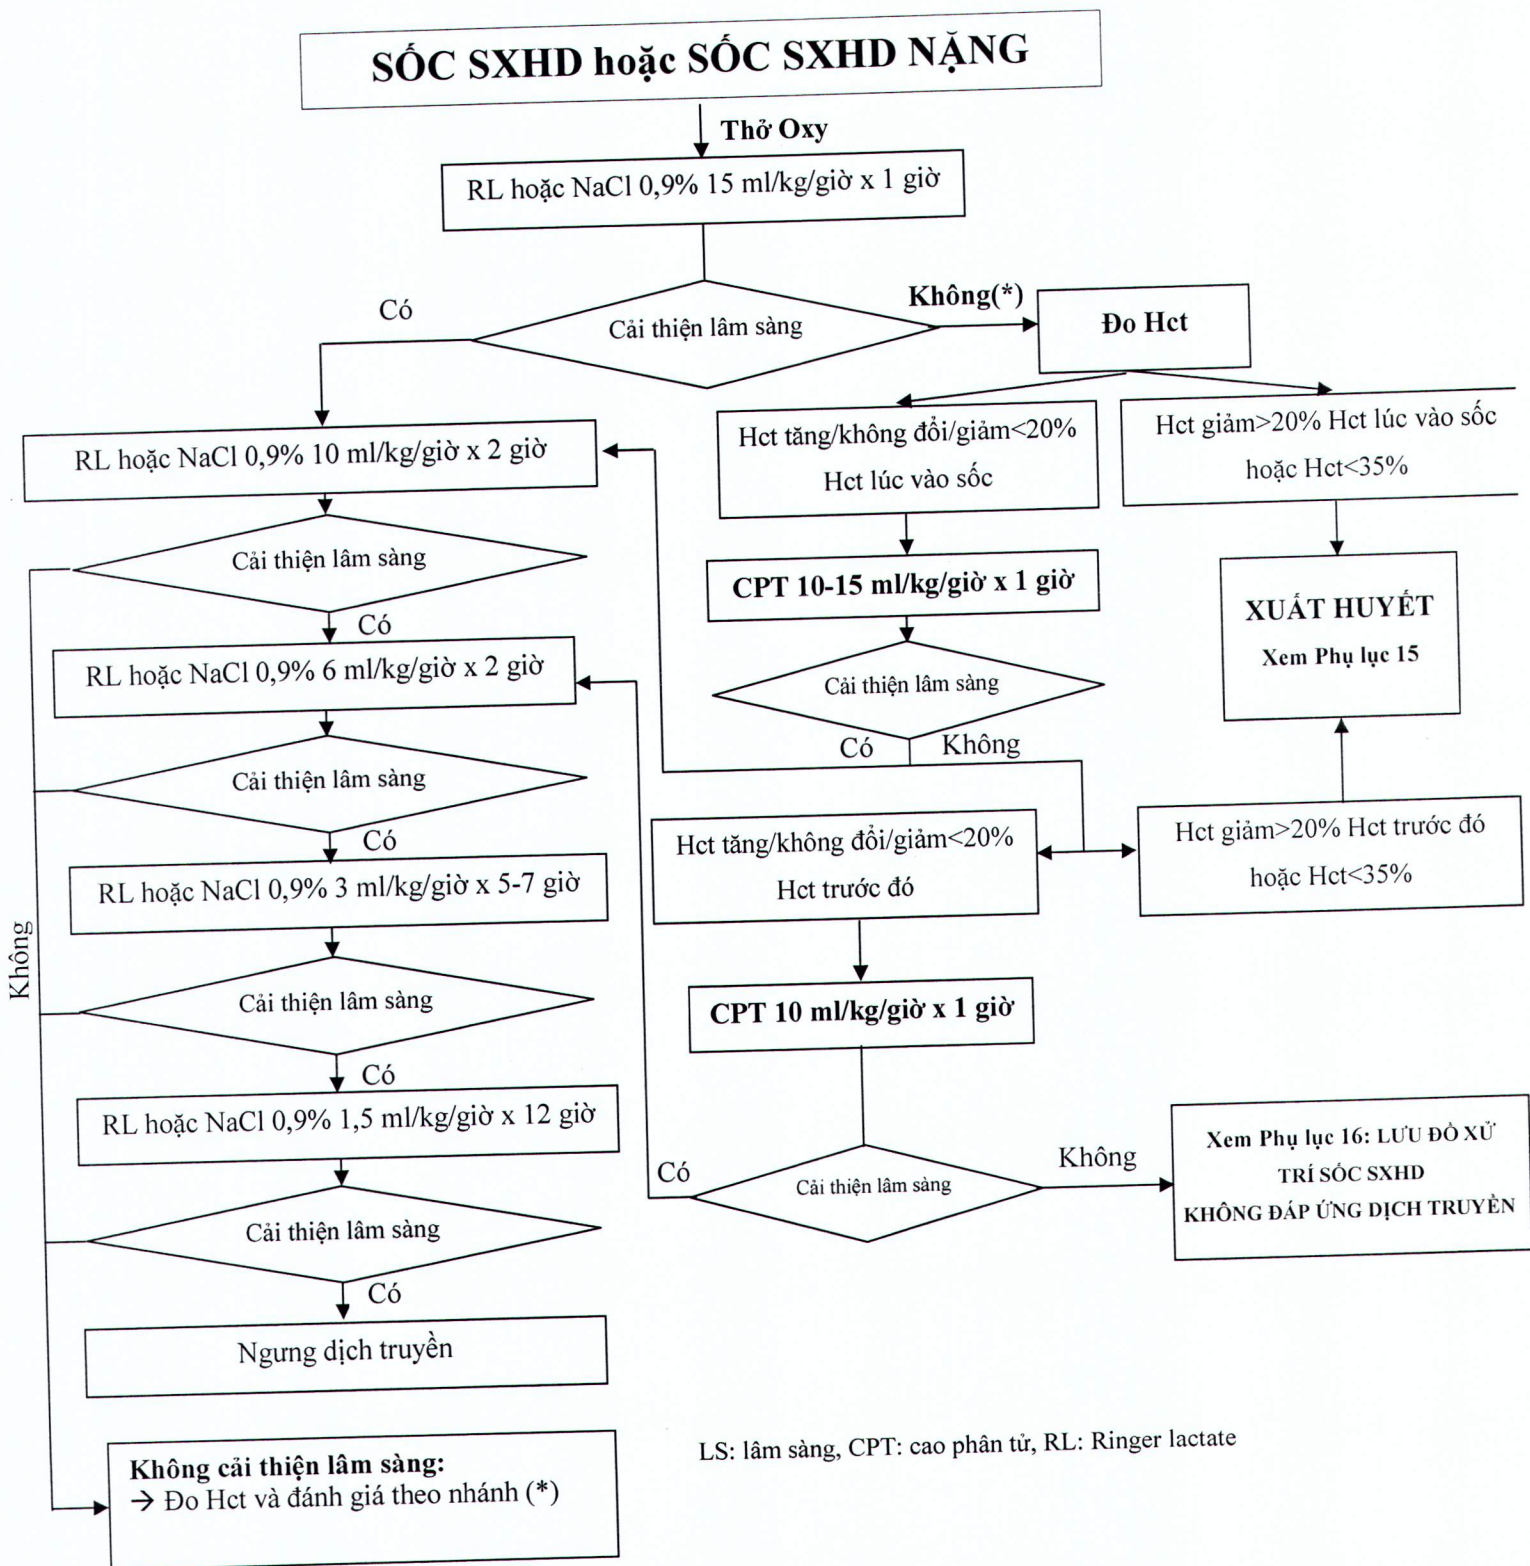 SỐC SXHD hoặc SỐC SXHD NẶNG
Thở Oxy
RL hoặc NaCl 0,9% 15 ml/kg/giờ x 1 giờ
Cải thiện lâm sàng
Có
Không(*)
Đo Hct
Hct tăng/không đổi/giảm<20%
Hct lúc vào sốc
Hct giảm>20% Hct lúc vào sốc
hoặc Hct<35%
RL hoặc NaCl 0,9% 10 ml/kg/giờ x 2 giờ
Cải thiện lâm sàng
Có
CPT 10-15 ml/kg/giờ x 1 giờ
XUẤT HUYẾT
Xem Phụ lục 15
RL hoặc NaCl 0,9% 6 ml/kg/giờ x 2 giờ
Cải thiện lâm sàng
Có
Không
Cải thiện lâm sàng
Có
Hct tăng/không đổi/giảm<20%
Hct trước đó
Hct giảm>20% Hct trước đó
hoặc Hct<35%
RL hoặc NaCl 0,9% 3 ml/kg/giờ x 5-7 giờ
Không
Cải thiện lâm sàng
Có
CPT 10 ml/kg/giờ x 1 giờ
RL hoặc NaCl 0,9% 1,5 ml/kg/giờ x 12 giờ
Có
Cải thiện lâm sàng
Không
Xem Phụ lục 16: LƯU ĐỒ XỬ
TRÍ SỐC SXHD
KHÔNG ĐÁP ỨNG DỊCH TRUYỀN
Cải thiện lâm sàng
Có
Ngưng dịch truyền
Không cải thiện lâm sàng:
→ Đo Hct và đánh giá theo nhánh (*)
LS: lâm sàng, CPT: cao phân tử, RL: Ringer lactate